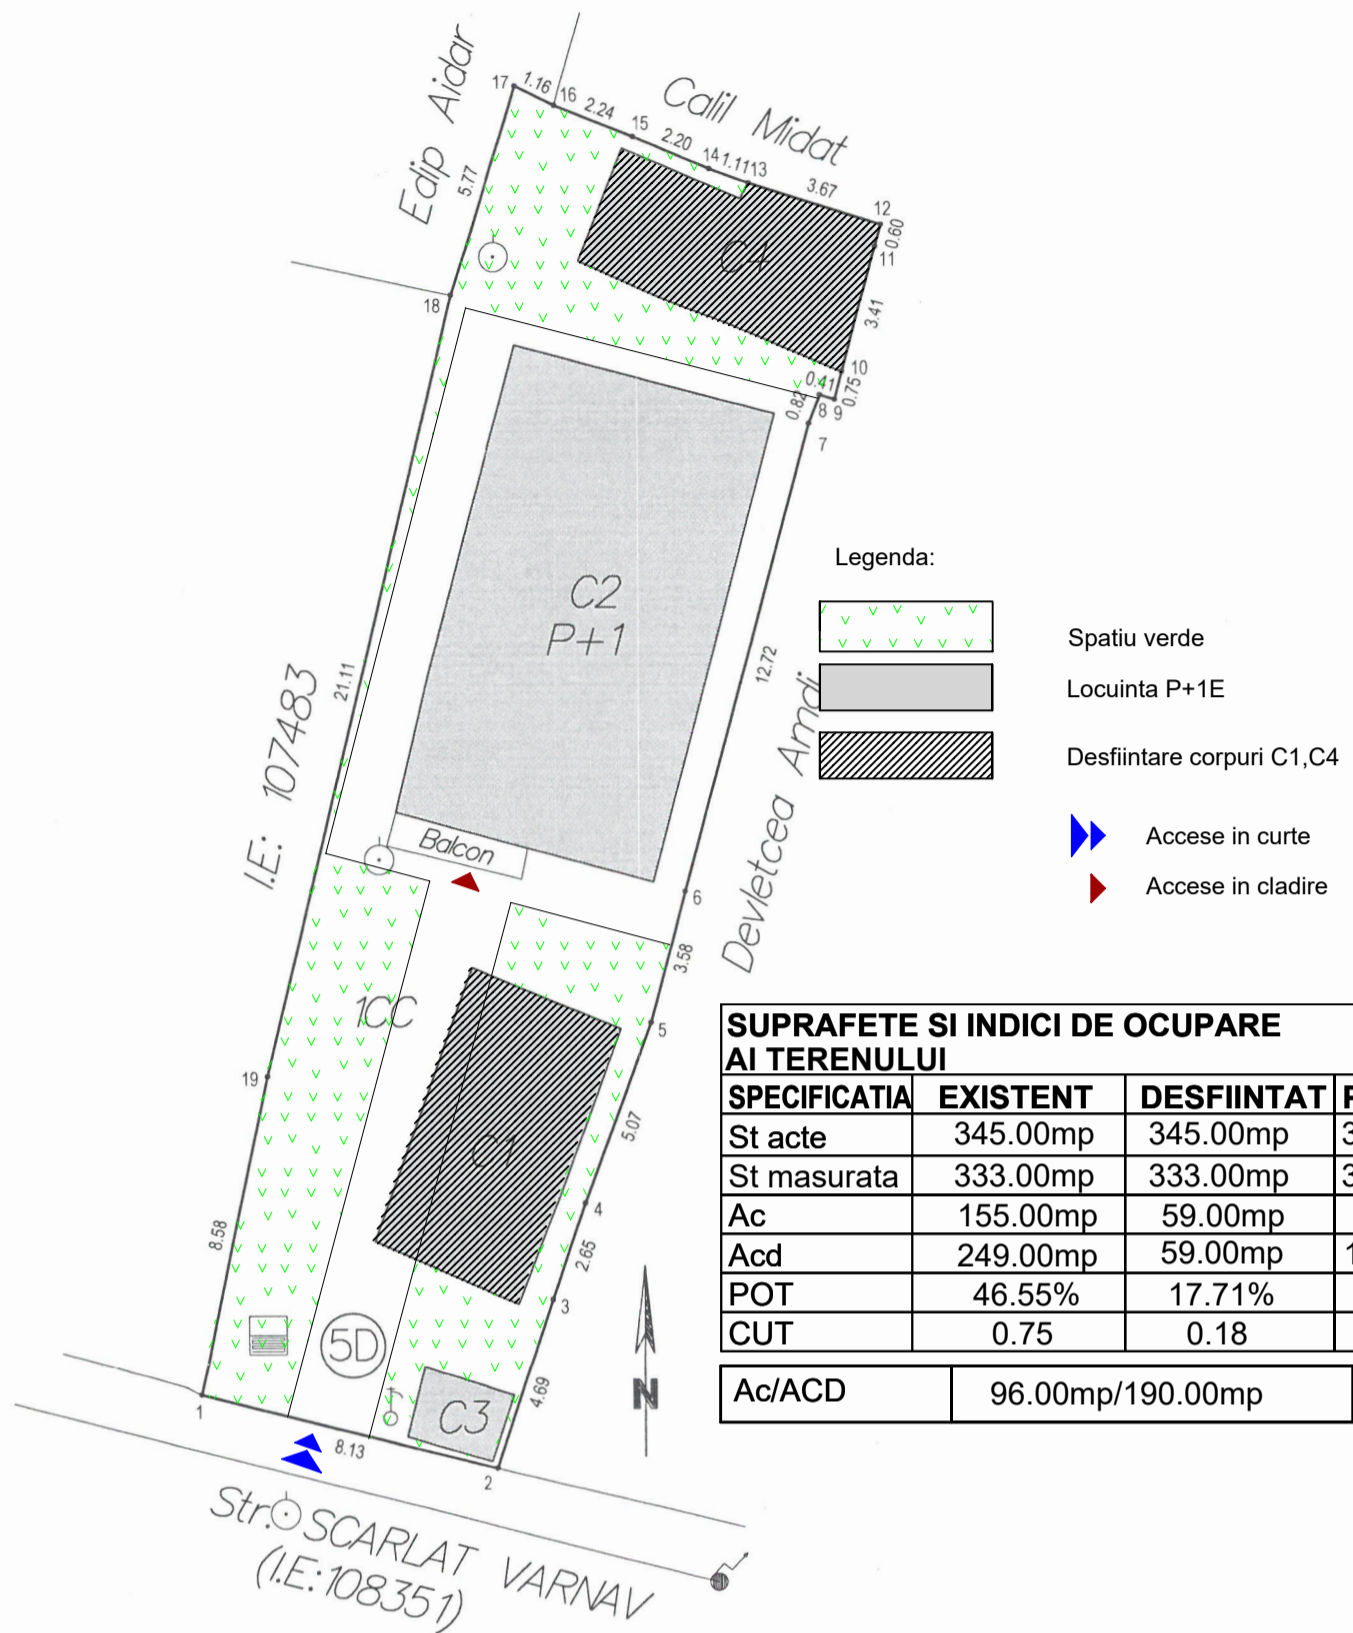 Edip Aidar
Calil Midat
17
1.16
16
2.24
15
2.20
14
1.11
13
3.67
12
0.60
11
3.41
10
0.75
0.41
9
8
0.82
7
5.77
18
C4
C2
P+1
21.11
12.72
I.E: 107483
Devletcea Amdi
Balcon
6
3.58
5
1CC
19
C1
5.07
4
2.65
3
8.58
5D
C3
4.69
N
1
8.13
2
Str. SCARLAT VARNAV
(I.E:108351)
Legenda:
Spatiu verde
Locuinta P+1E
Desfiintare corpuri C1,C4
Accese in curte
Accese in cladire
SUPRAFETE SI INDICI DE OCUPARE
AI TERENULUI
SPECIFICATIA EXISTENT DESFIINTAT
St acte 345.00mp 345.00mp 3
St masurata 333.00mp 333.00mp 3
Ac 155.00mp 59.00mp
Acd 249.00mp 59.00mp 1
POT 46.55% 17.71%
CUT 0.75 0.18
Ac/ACD 96.00mp/190.00mp